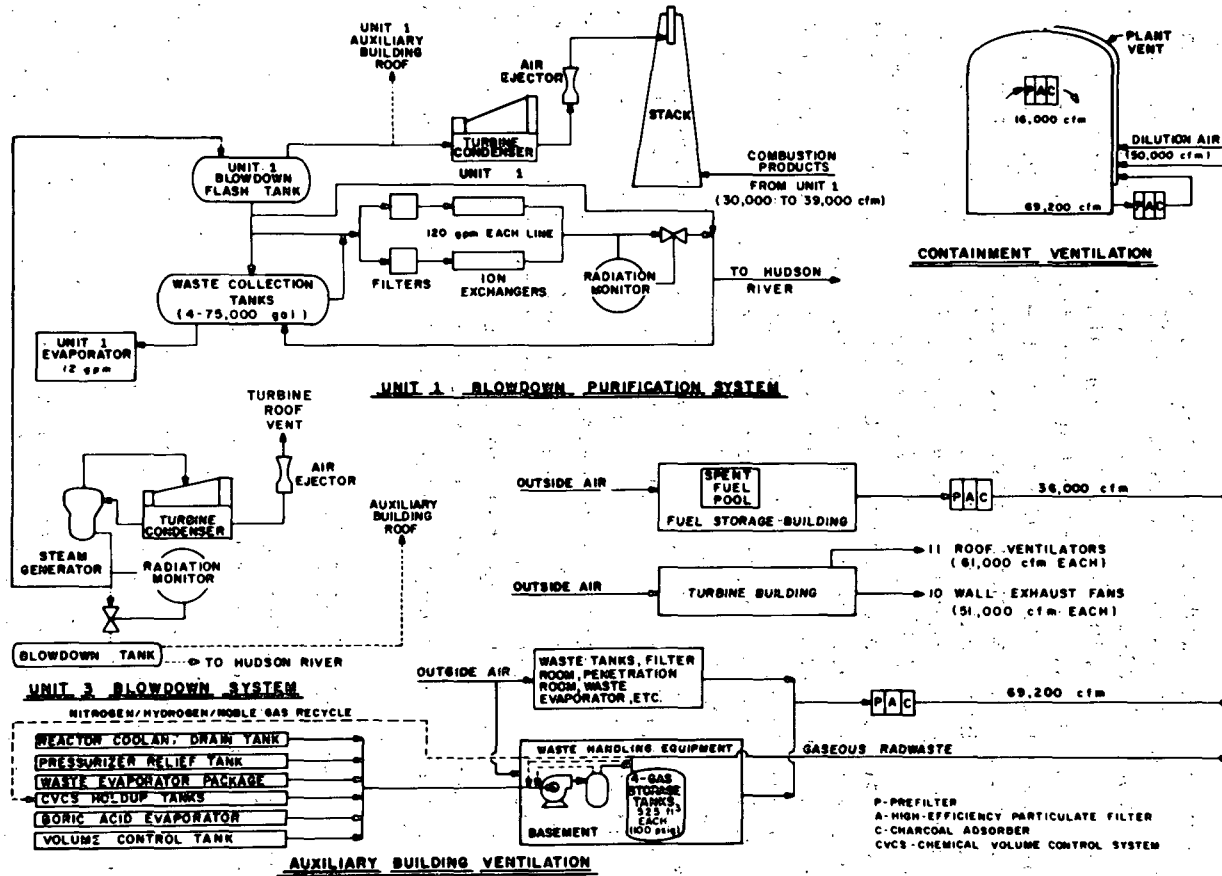 UNIT 1
AUXILIARY
BUILDING
ROOF
AIR
EJECTOR
STACK
TURBINE
CONDENSER
UNIT 1
UNIT 1
BLOWDOWN
FLASH TANK
COMBUSTION
PRODUCTS
FROM UNIT 1
(30,000 TO 39,000 cfm)
120 gpm EACH LINE
FILTERS
ION
EXCHANGERS
RADIATION
MONITOR
TO HUDSON
RIVER
WASTE COLLECTION
TANKS
(4-75,000 gal)
UNIT 1
EVAPORATOR
12 gpm
UNIT 1 BLOWDOWN PURIFICATION SYSTEM
PLANT
VENT
P A C
16,000 cfm
DILUTION AIR
(50,000 cfm)
69,200 cfm
P A C
CONTAINMENT VENTILATION
TURBINE
ROOF
VENT
AIR
EJECTOR
TURBINE
CONDENSER
STEAM
GENERATOR
RADIATION
MONITOR
AUXILIARY
BUILDING
ROOF
BLOWDOWN TANK
TO HUDSON RIVER
UNIT 3 BLOWDOWN SYSTEM
OUTSIDE AIR
SPENT
FUEL
POOL
FUEL STORAGE BUILDING
P A C
36,000 cfm
OUTSIDE AIR
TURBINE BUILDING
11 ROOF VENTILATORS
(61,000 cfm EACH)
10 WALL EXHAUST FANS
(51,000 cfm EACH)
OUTSIDE AIR
WASTE TANKS, FILTER
ROOM, PENETRATION
ROOM, WASTE
EVAPORATOR, ETC.
P A C
69,200 cfm
NITROGEN/HYDROGEN/NOBLE GAS RECYCLE
REACTOR COOLANT DRAIN TANK
PRESSURIZER RELIEF TANK
WASTE EVAPORATOR PACKAGE
CVCS HOLDUP TANKS
BORIC ACID EVAPORATOR
VOLUME CONTROL TANK
WASTE HANDLING EQUIPMENT
GASEOUS RADWASTE
4-GAS
STORAGE
TANKS,
525 ft3
EACH
(100 psig)
BASEMENT
AUXILIARY BUILDING VENTILATION
P-PREFILTER
A-HIGH-EFFICIENCY PARTICULATE FILTER
C-CHARCOAL ADSORBER
CVCS-CHEMICAL VOLUME CONTROL SYSTEM